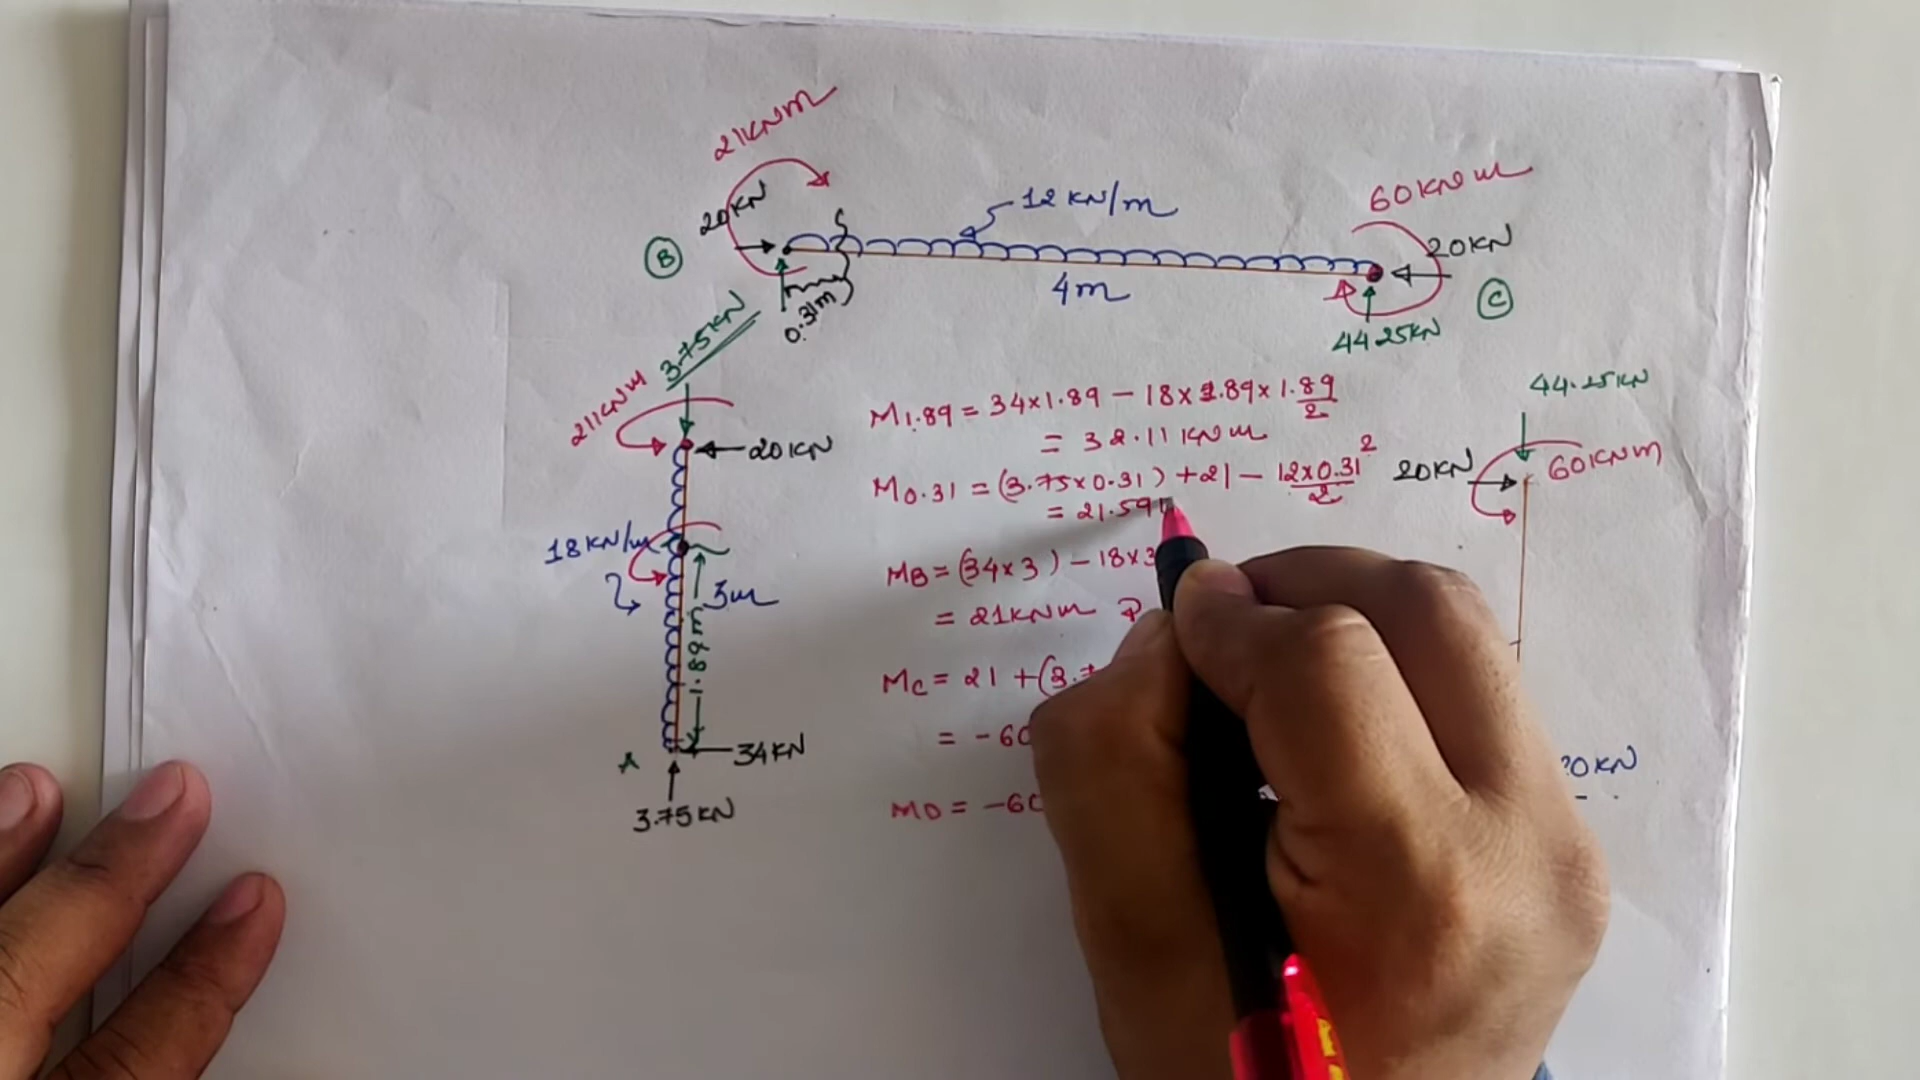 21KNm
20KN
12 KN/m
60KNm
20KN
B
4m
0.31m
C
3.75KN
44.25KN
21KNm
20KN
18KN/m
3m
1.89m
A
34KN
3.75KN
M1.89 = 34×1.89 - 18×1.89×1.89/2
= 32.11 KNm
M0.31 = (3.75×0.31) +21 - 12×0.31²/2
= 21.59
MB = (34×3) - 18×3
= 21KNm
MC = 21 +(3.7
= -60
MD = -60
44.25KN
20KN
60KNm
20KN